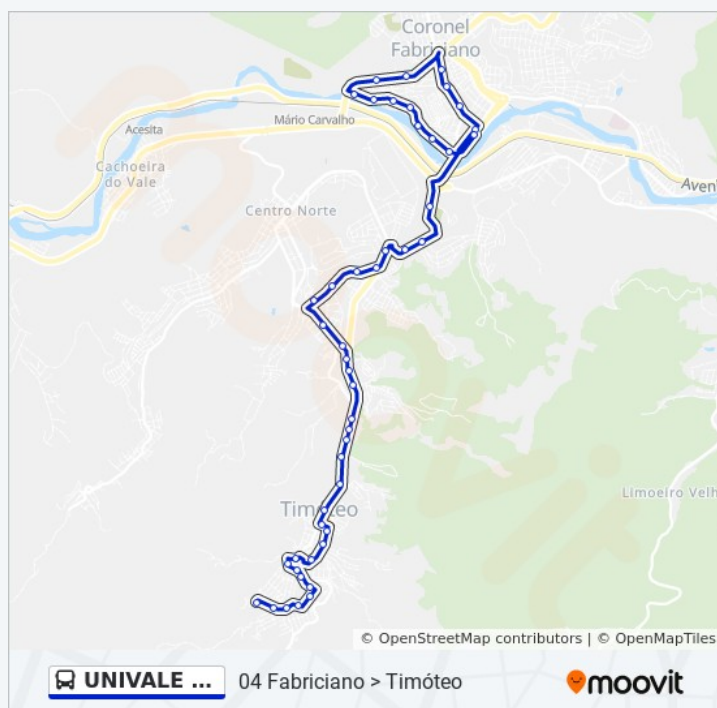 Coronel
Fabriciano
Mário Carvalho
Acesita
Cachoeira
do Vale
Aven
Centro Norte
Limoeiro Velh
Timóteo
© OpenStreetMap contributors | © OpenMapTiles
UNIVALE ...
04 Fabriciano > Timóteo
moovit